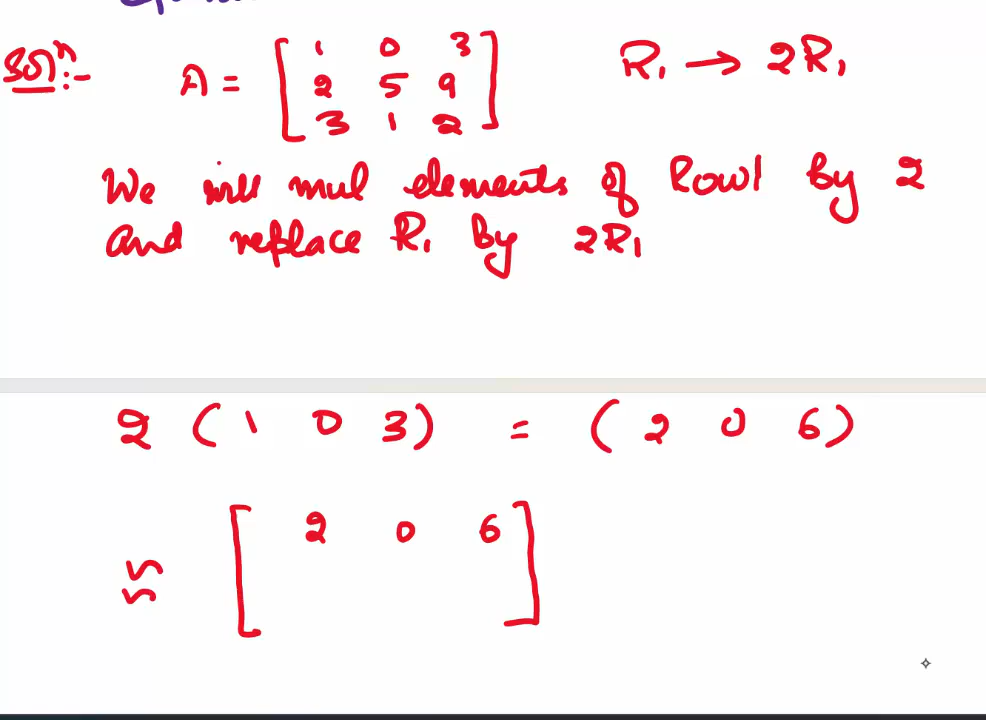 Solⁿ:- A = [ 1 0 3 R₁ → 2R₁
2 5 9
3 1 2 ]
We will mul elements of Row1 by 2
and replace R₁ by 2R₁
2 ( 1 0 3 ) = ( 2 0 6 )
≈ [ 2 0 6 ]